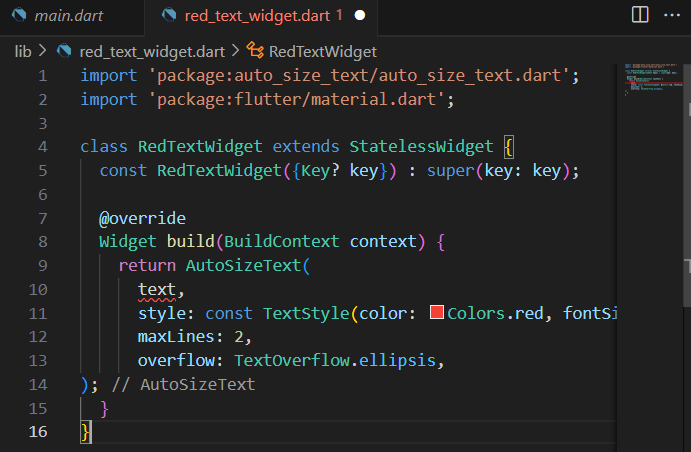 main.dart
red_text_widget.dart 1
lib > red_text_widget.dart > RedTextWidget
1 import 'package:auto_size_text/auto_size_text.dart';
2 import 'package:flutter/material.dart';
3
4 class RedTextWidget extends StatelessWidget {
5 const RedTextWidget({Key? key}) : super(key: key);
6
7 @override
8 Widget build(BuildContext context) {
9 return AutoSizeText(
10 text,
11 style: const TextStyle(color: Colors.red, fontSi
12 maxLines: 2,
13 overflow: TextOverflow.ellipsis,
14 ); // AutoSizeText
15 }
16 }